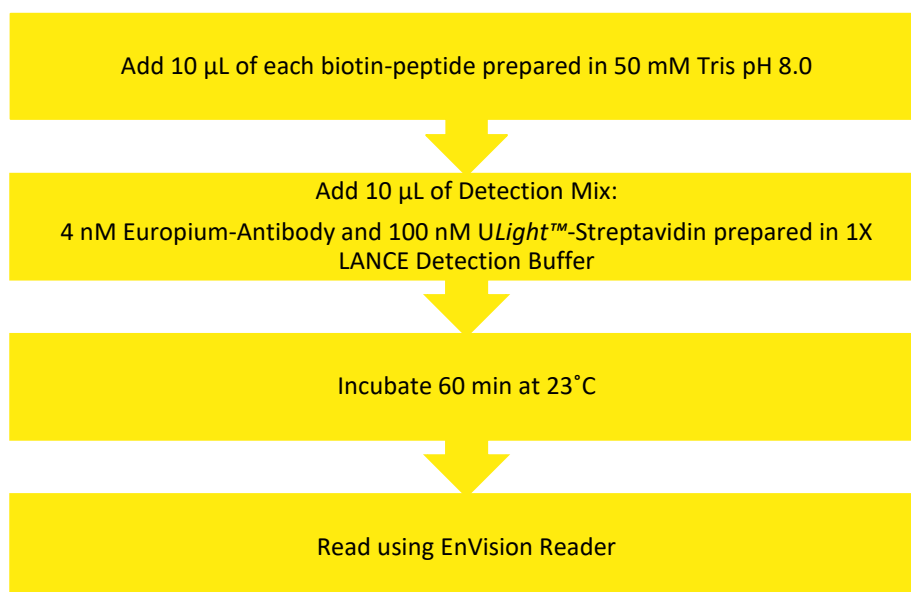 Add 10 µL of each biotin-peptide prepared in 50 mM Tris pH 8.0
Add 10 µL of Detection Mix:
4 nM Europium-Antibody and 100 nM ULight™-Streptavidin prepared in 1X
LANCE Detection Buffer
Incubate 60 min at 23˚C
Read using EnVision Reader